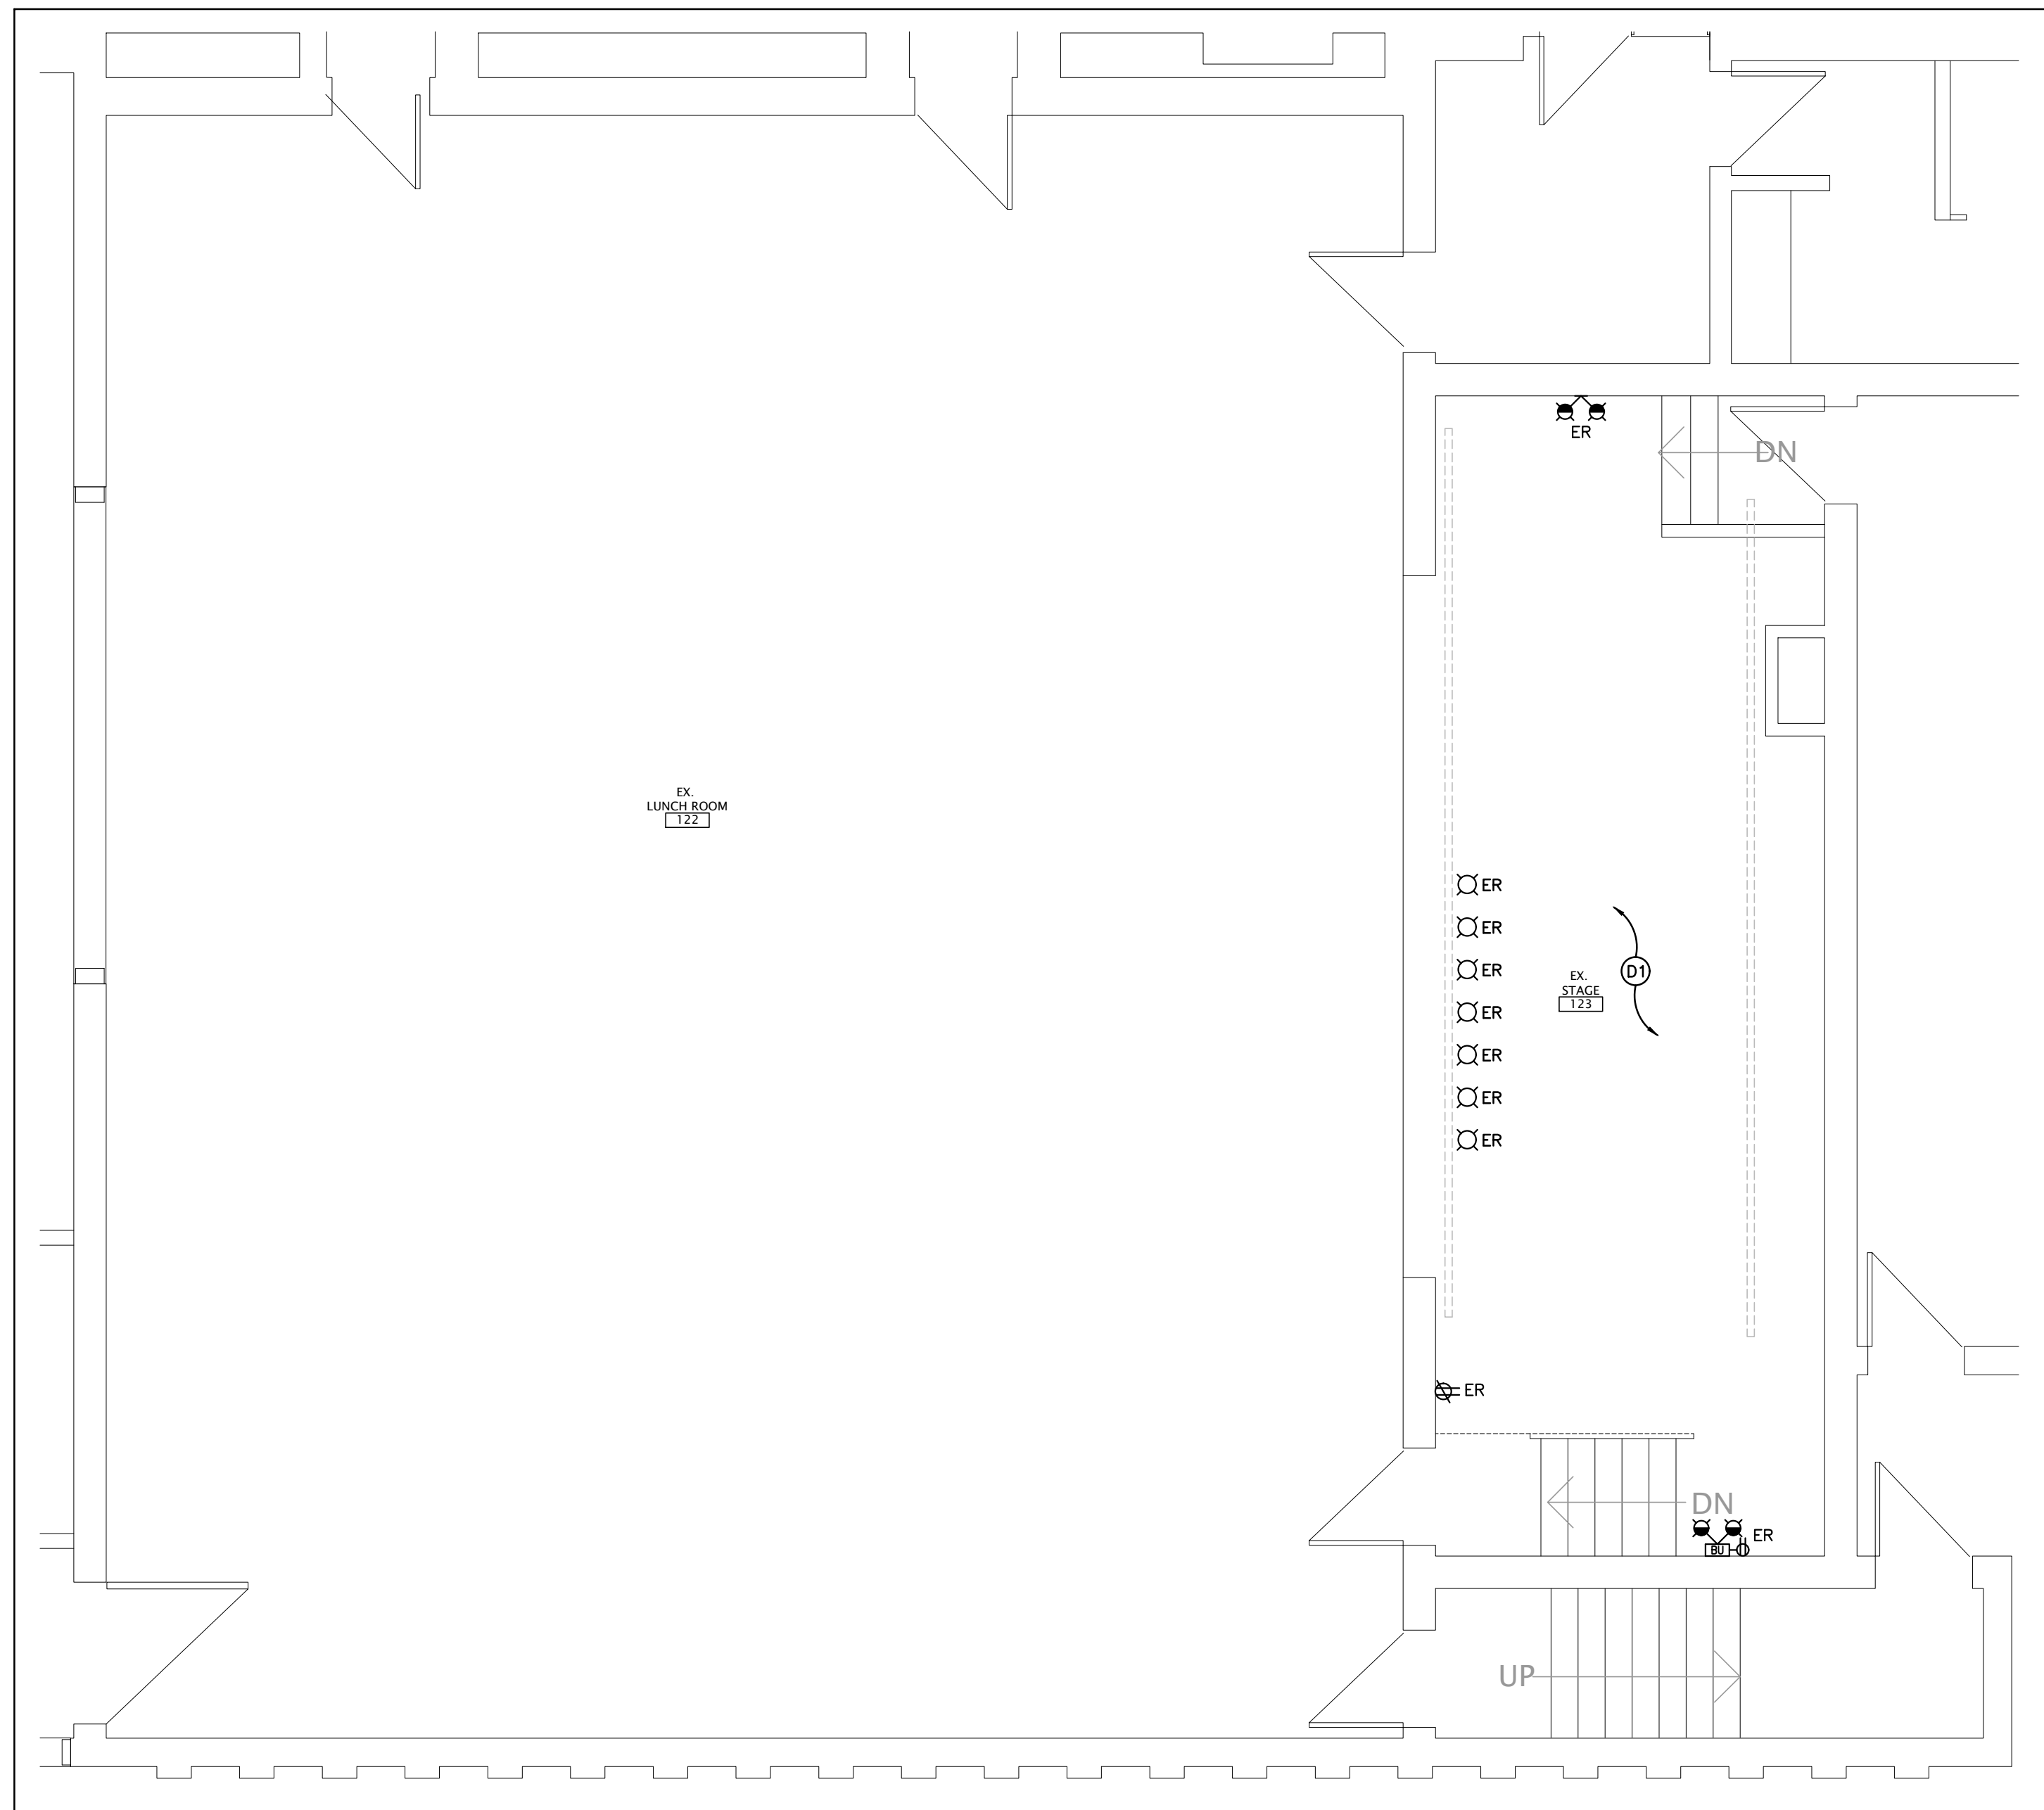 ER
DN
EX.
LUNCH ROOM
122
ER
ER
ER
D1
EX.
STAGE
123
ER
ER
ER
ER
ER
DN
ER
BU
UP